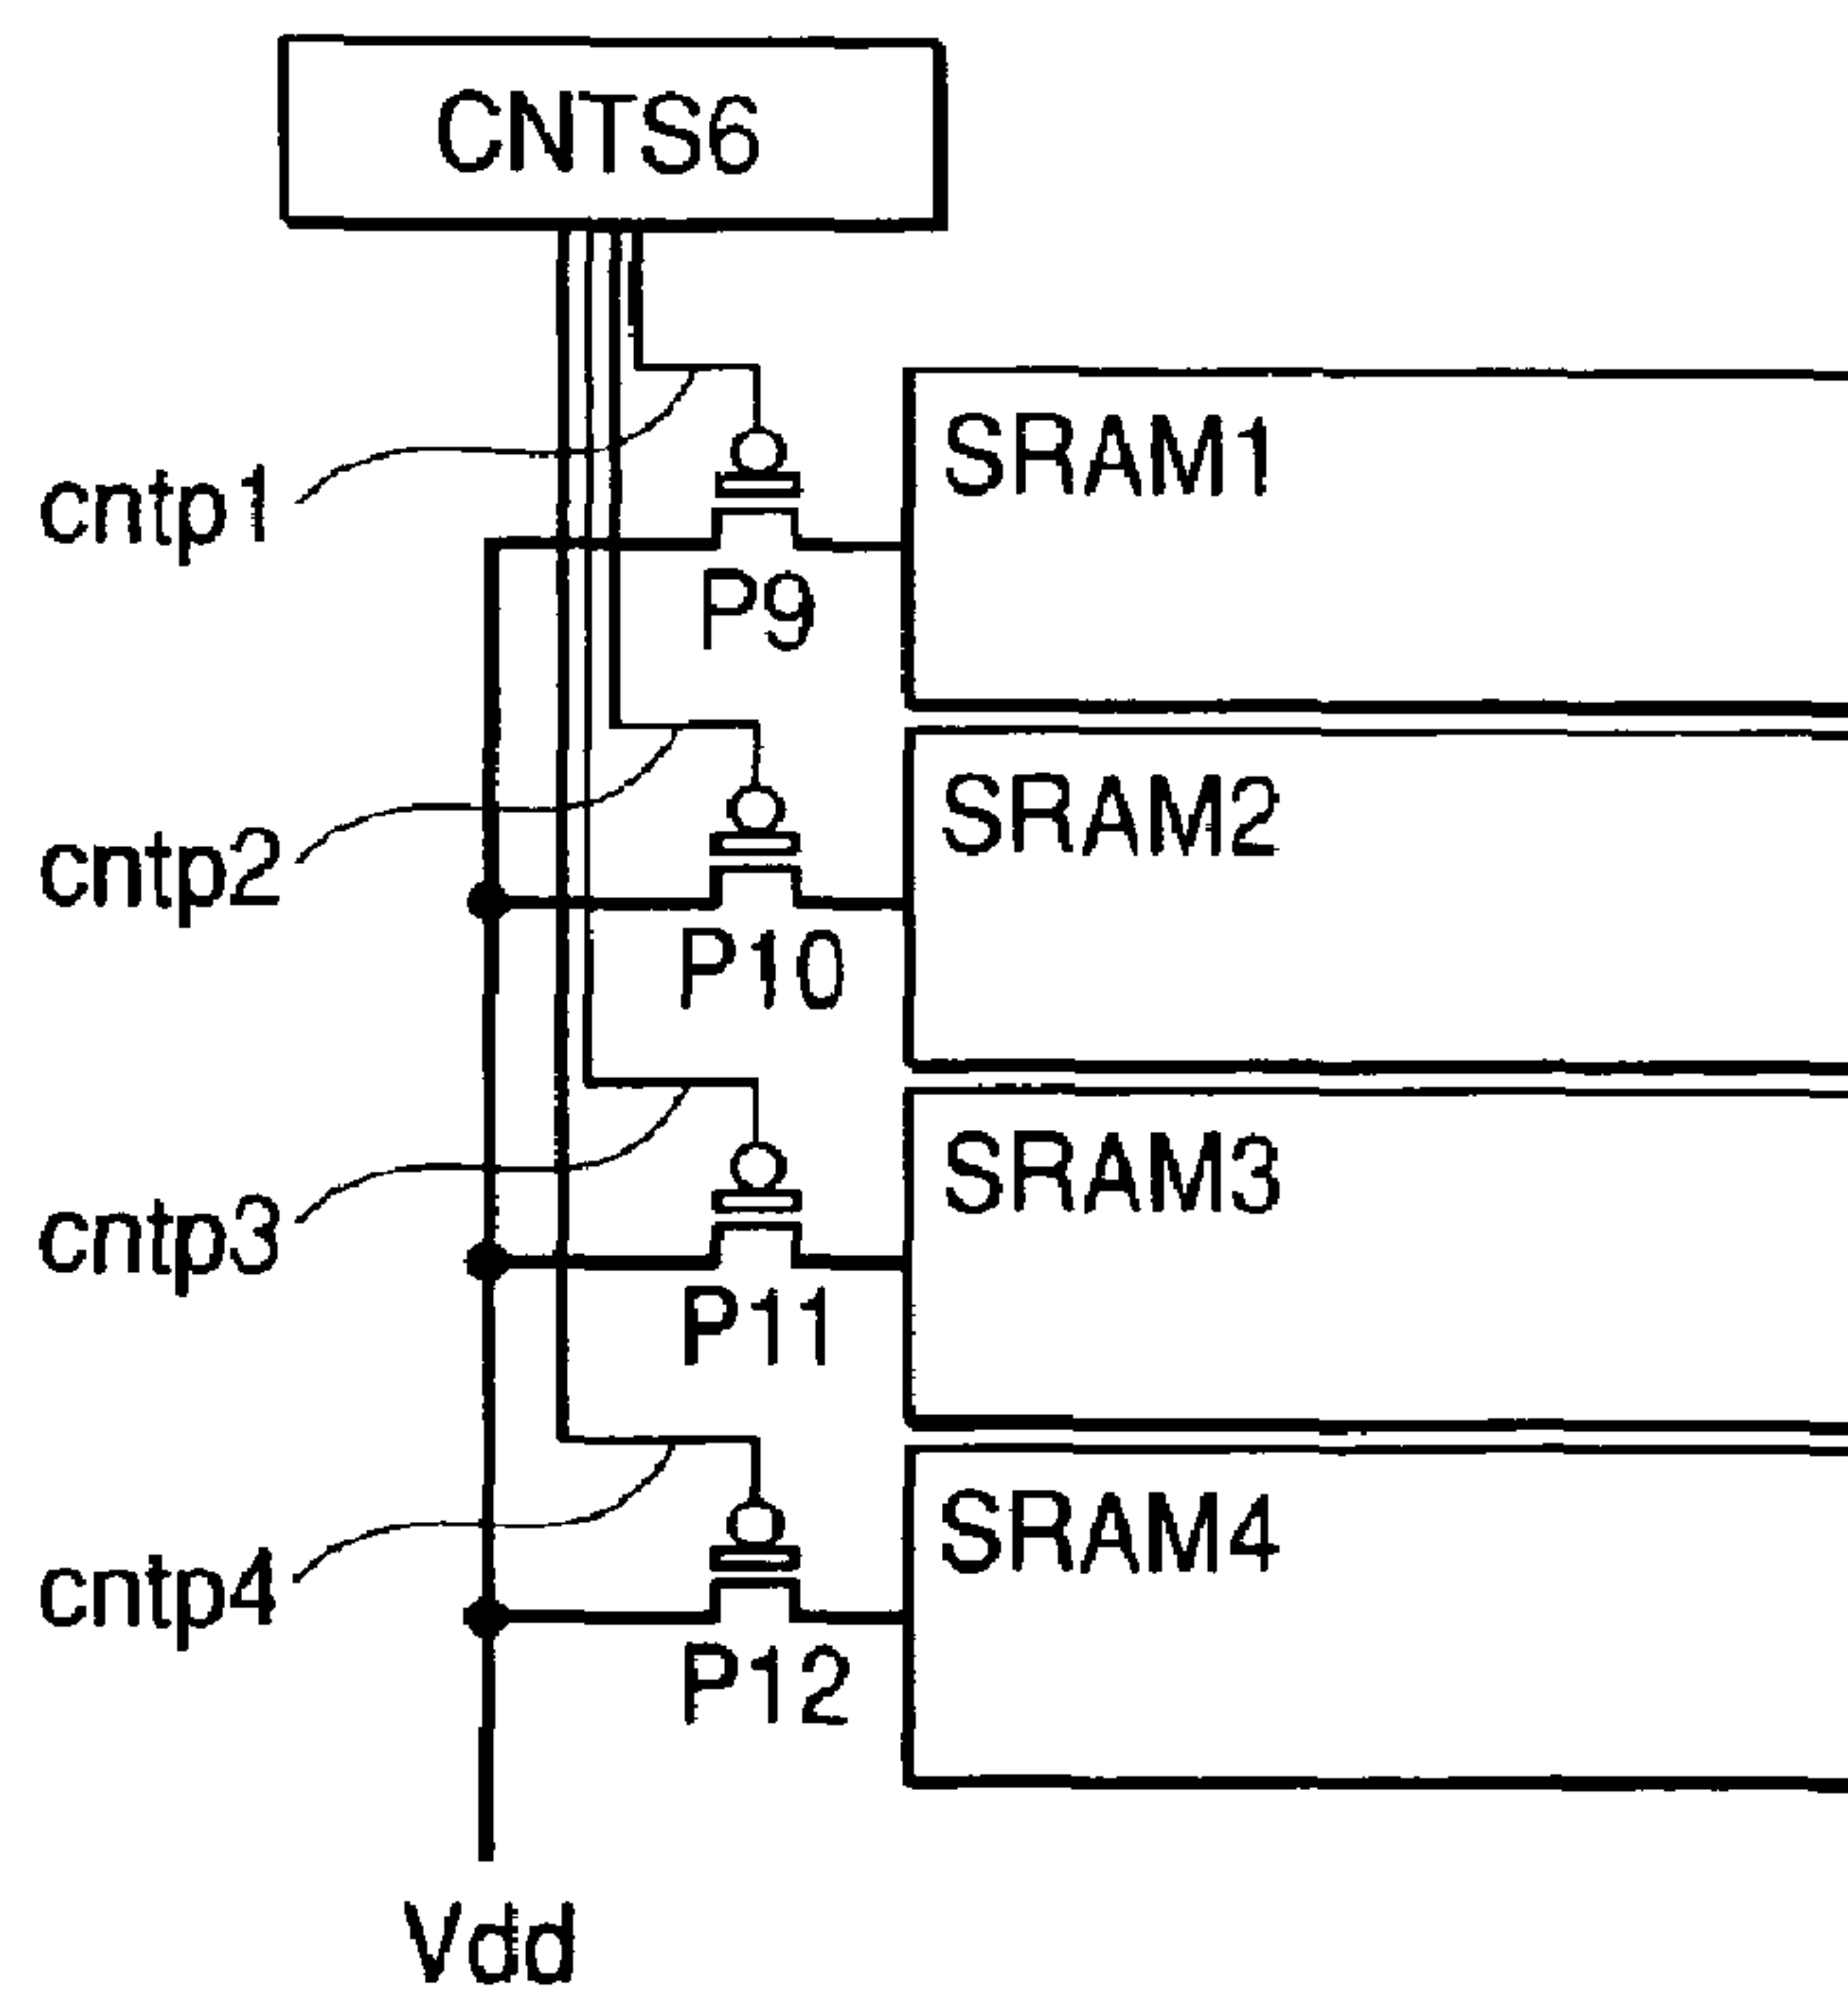 CNTS6
cntp1
SRAM1
P9
cntp2
SRAM2
P10
cntp3
SRAM3
P11
cntp4
SRAM4
P12
Vdd